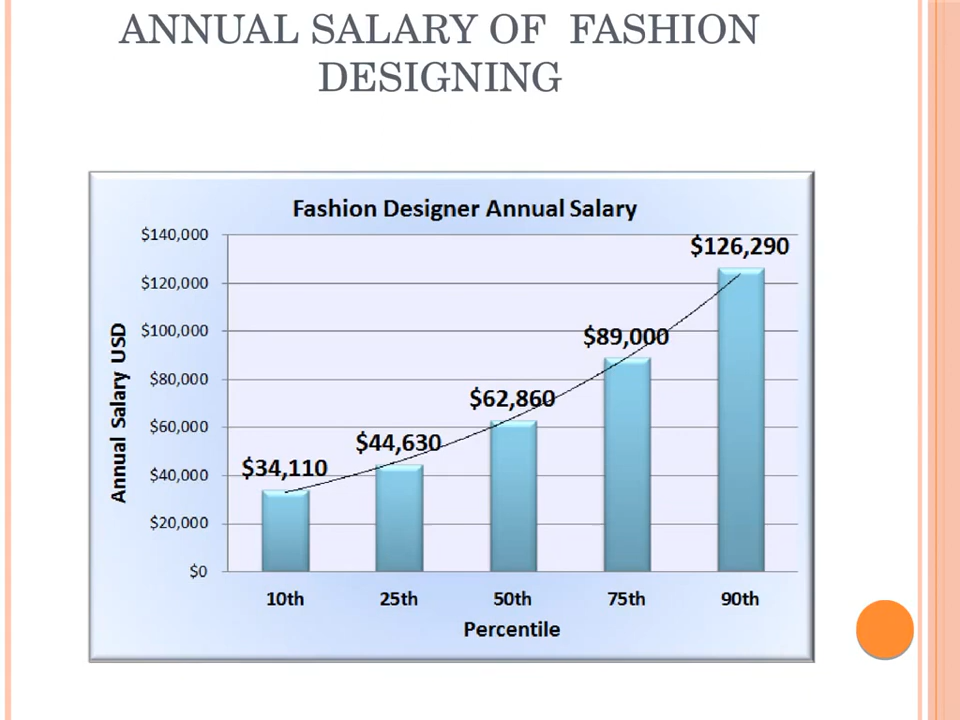 ANNUAL SALARY OF FASHION
DESIGNING
Fashion Designer Annual Salary
$140,000
$120,000
$100,000
$80,000
$60,000
$40,000
$20,000
$0
Annual Salary USD
$34,110
$44,630
$62,860
$89,000
$126,290
10th 25th 50th 75th 90th
Percentile